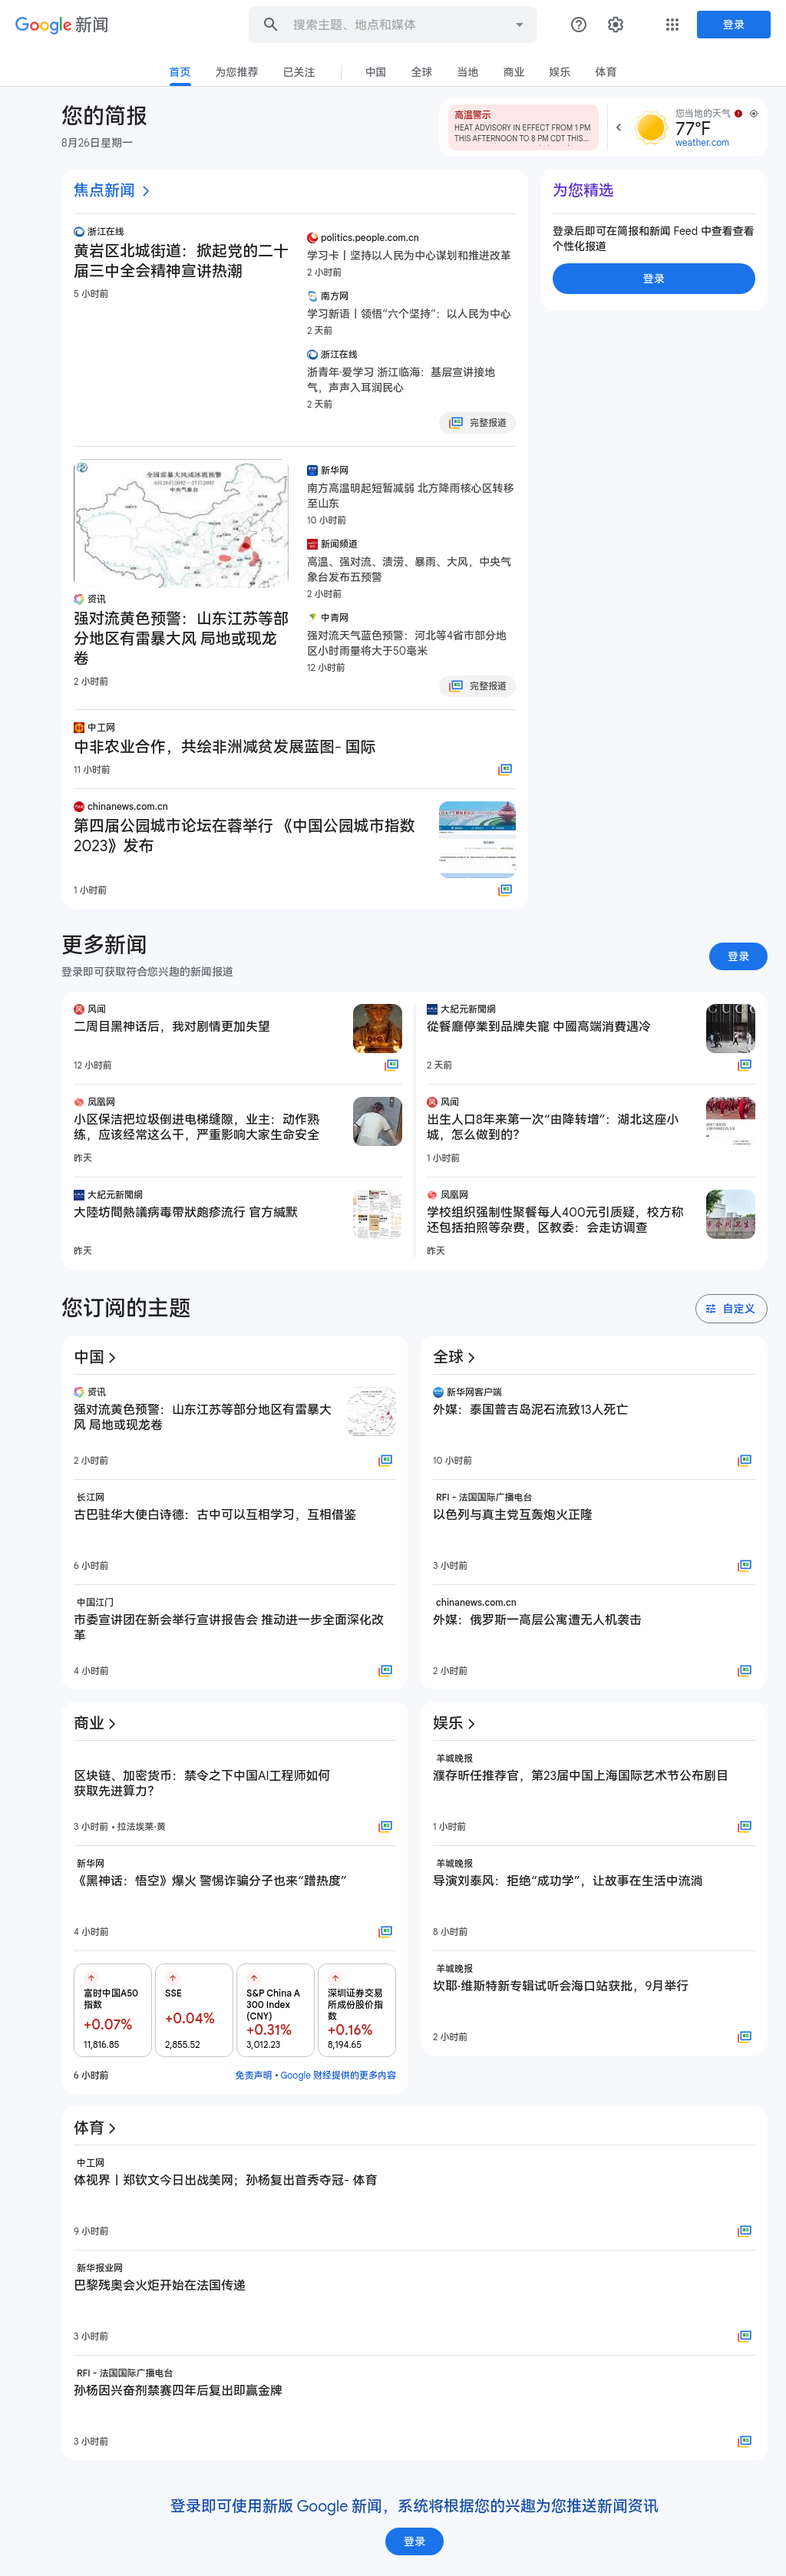 Google 新闻
搜索主题、地点和媒体
登录
首页
为您推荐
已关注
中国
全球
当地
商业
娱乐
体育
您的简报
8月26日星期一
高温警示
HEAT ADVISORY IN EFFECT FROM 1 PM
THIS AFTERNOON TO 8 PM CDT THIS...
您当地的天气
77°F
weather.com
焦点新闻
浙江在线
黄岩区北城街道：掀起党的二十
届三中全会精神宣讲热潮
5 小时前
politics.people.com.cn
学习卡丨坚持以人民为中心谋划和推进改革
2 小时前
南方网
学习新语丨领悟“六个坚持”：以人民为中心
2 天前
浙江在线
浙青年·爱学习 浙江临海：基层宣讲接地
气，声声入耳润民心
2 天前
完整报道
全国雷暴大风或冰雹预警
中央气象台
资讯
强对流黄色预警：山东江苏等部
分地区有雷暴大风 局地或现龙
卷
2 小时前
新华网
南方高温明起短暂减弱 北方降雨核心区转移
至山东
10 小时前
新闻频道
高温、强对流、渍涝、暴雨、大风，中央气
象台发布五预警
2 小时前
中青网
强对流天气蓝色预警：河北等4省市部分地
区小时雨量将大于50毫米
12 小时前
完整报道
中工网
中非农业合作，共绘非洲减贫发展蓝图- 国际
11 小时前
chinanews.com.cn
第四届公园城市论坛在蓉举行 《中国公园城市指数
2023》发布
1 小时前
为您精选
登录后即可在简报和新闻 Feed 中查看查看
个性化报道
登录
更多新闻
登录即可获取符合您兴趣的新闻报道
登录
风闻
二周目黑神话后，我对剧情更加失望
12 小时前
凤凰网
小区保洁把垃圾倒进电梯缝隙，业主：动作熟
练，应该经常这么干，严重影响大家生命安全
昨天
大紀元新聞網
大陸坊間熱議病毒帶狀皰疹流行 官方緘默
昨天
大紀元新聞網
從餐廳停業到品牌失寵 中國高端消費遇冷
2 天前
GUCC
风闻
出生人口8年来第一次“由降转增”：湖北这座小
城，怎么做到的？
1 小时前
凤凰网
学校组织强制性聚餐每人400元引质疑，校方称
还包括拍照等杂费，区教委：会走访调查
昨天
您订阅的主题
自定义
中国
资讯
强对流黄色预警：山东江苏等部分地区有雷暴大
风 局地或现龙卷
2 小时前
长江网
古巴驻华大使白诗德：古中可以互相学习，互相借鉴
6 小时前
中国江门
市委宣讲团在新会举行宣讲报告会 推动进一步全面深化改
革
4 小时前
全球
新华网客户端
外媒：泰国普吉岛泥石流致13人死亡
10 小时前
RFI - 法国国际广播电台
以色列与真主党互轰炮火正隆
3 小时前
chinanews.com.cn
外媒：俄罗斯一高层公寓遭无人机袭击
2 小时前
商业
区块链、加密货币：禁令之下中国AI工程师如何
获取先进算力？
3 小时前 • 拉法埃莱·黄
新华网
《黑神话：悟空》爆火 警惕诈骗分子也来“蹭热度”
4 小时前
富时中国A50
指数
+0.07%
11,816.85
SSE
+0.04%
2,855.52
S&P China A
300 Index
(CNY)
+0.31%
3,012.23
深圳证券交易
所成份股价指
数
+0.16%
8,194.65
6 小时前
免责声明 • Google 财经提供的更多内容
娱乐
羊城晚报
濮存昕任推荐官，第23届中国上海国际艺术节公布剧目
1 小时前
羊城晚报
导演刘泰风：拒绝“成功学”，让故事在生活中流淌
8 小时前
羊城晚报
坎耶·维斯特新专辑试听会海口站获批，9月举行
2 小时前
体育
中工网
体视界丨郑钦文今日出战美网；孙杨复出首秀夺冠- 体育
9 小时前
新华报业网
巴黎残奥会火炬开始在法国传递
3 小时前
RFI - 法国国际广播电台
孙杨因兴奋剂禁赛四年后复出即赢金牌
3 小时前
登录即可使用新版 Google 新闻，系统将根据您的兴趣为您推送新闻资讯
登录